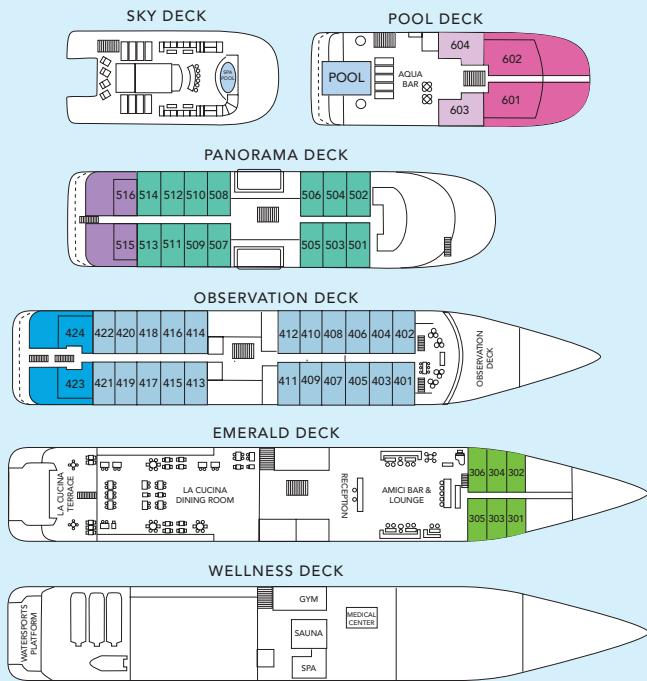 SKY DECK
SPA
POOL
POOL DECK
POOL
AQUA
BAR
604
602
603
601
PANORAMA DECK
516 514 512 510 508 506 504 502
515 513 511 509 507 505 503 501
OBSERVATION DECK
424 422 420 418 416 414 412 410 408 406 404 402
423 421 419 417 415 413 411 409 407 405 403 401
OBSERVATION
DECK
EMERALD DECK
LA CUCINA
TERRACE
LA CUCINA
DINING ROOM
RECEPTION
AMICI BAR &
LOUNGE
306 304 302
305 303 301
WELLNESS DECK
WATERSPORTS
PLATFORM
GYM
SAUNA
SPA
MEDICAL
CENTER